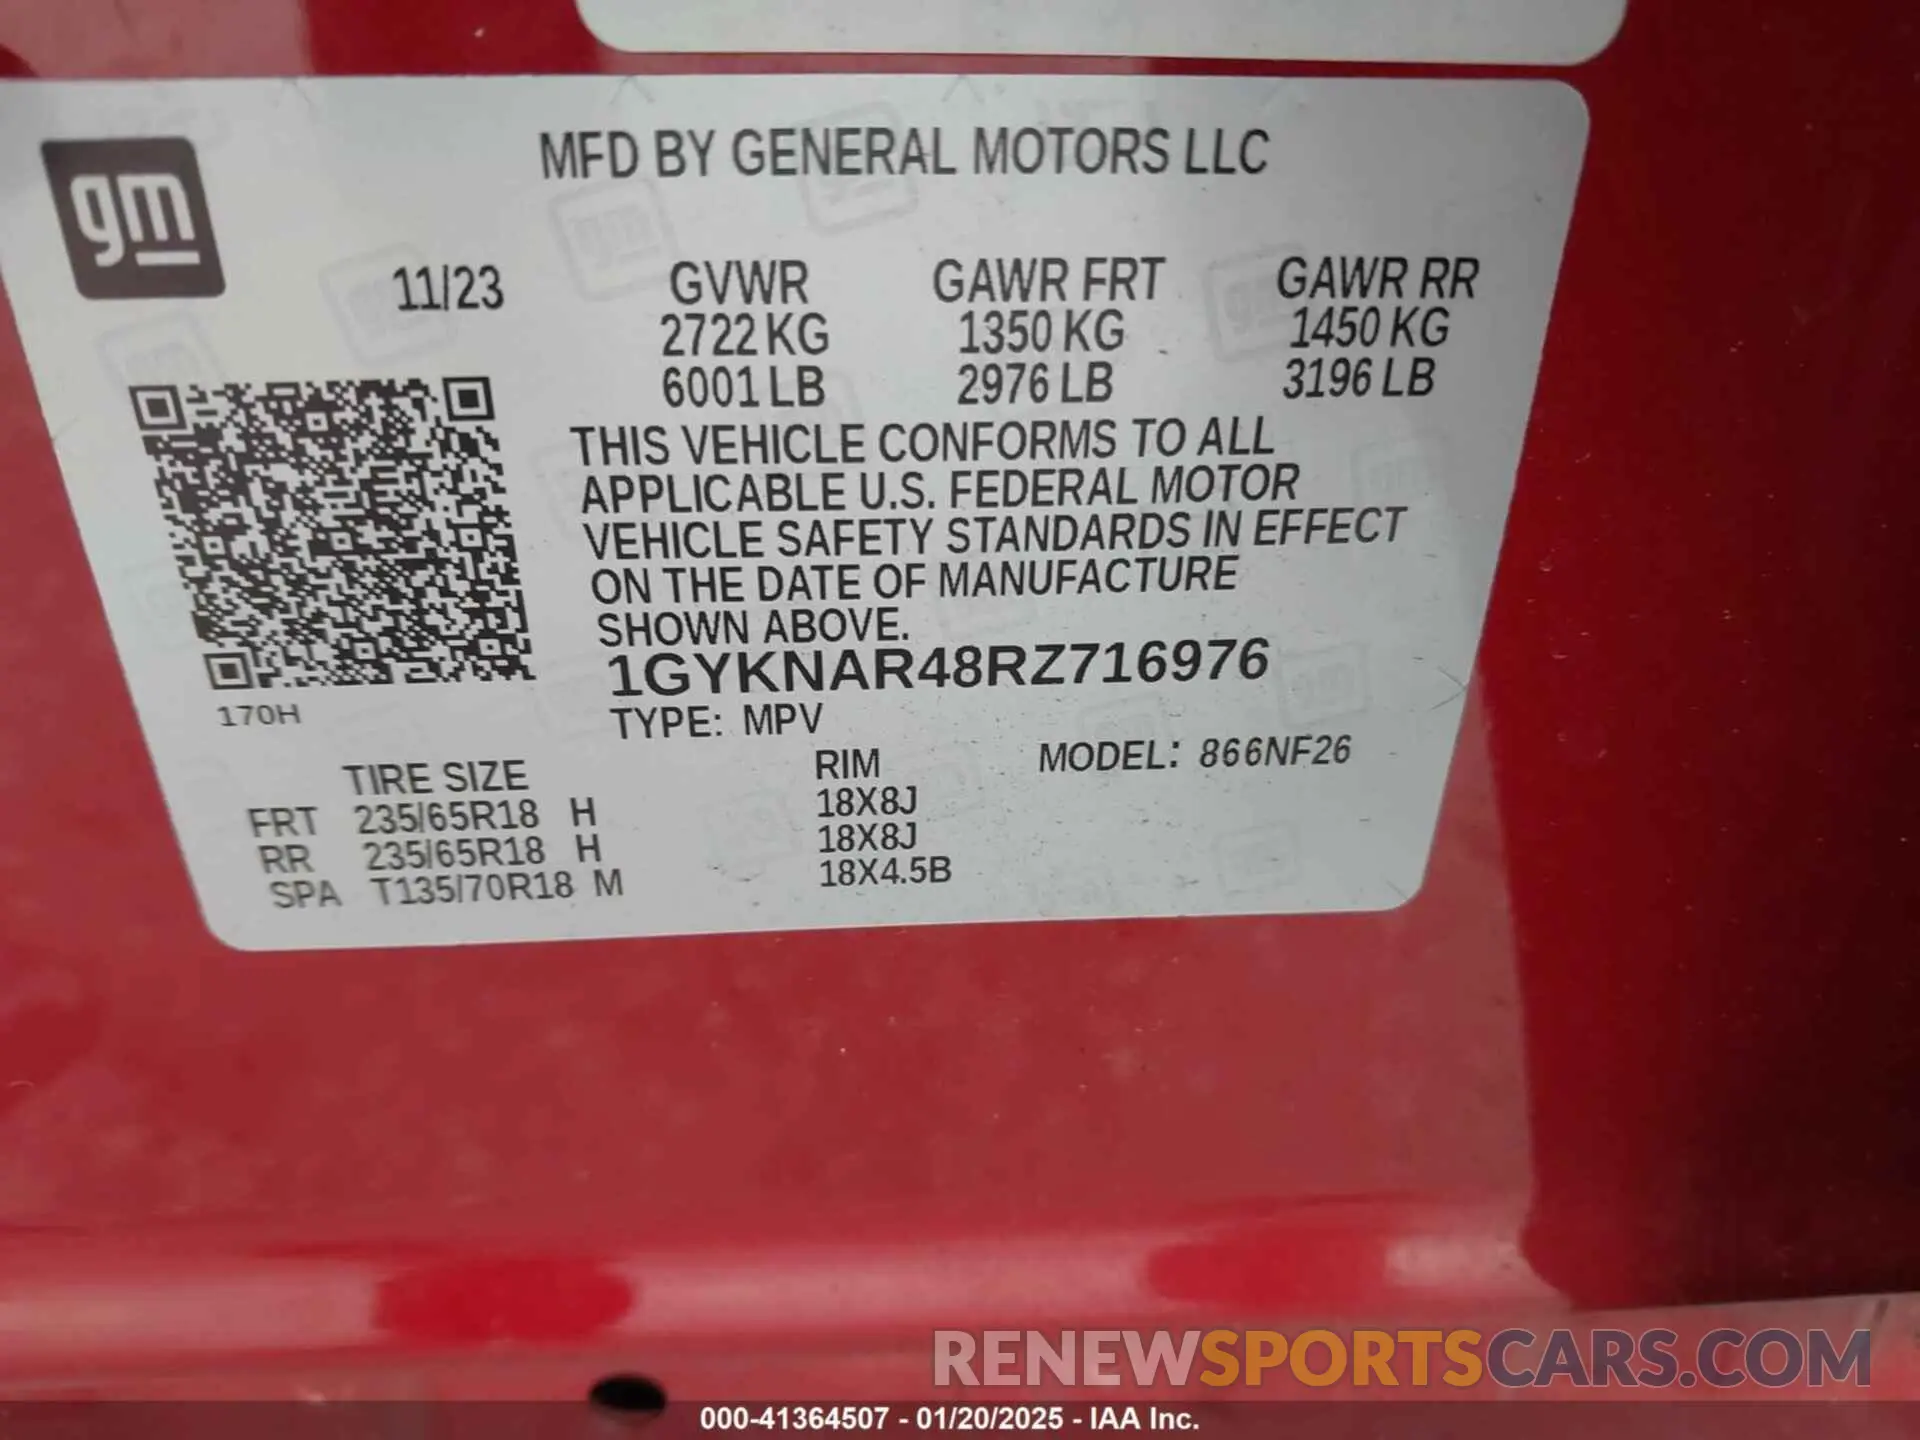 gm
MFD BY GENERAL MOTORS LLC
11/23 GVWR GAWR FRT GAWR RR
2722 KG 1350 KG 1450 KG
6001 LB 2976 LB 3196 LB
THIS VEHICLE CONFORMS TO ALL
APPLICABLE U.S. FEDERAL MOTOR
VEHICLE SAFETY STANDARDS IN EFFECT
ON THE DATE OF MANUFACTURE
SHOWN ABOVE.
1GYKNAR48RZ716976
170H
TYPE: MPV
TIRE SIZE RIM MODEL: 866NF26
FRT 235/65R18 H 18X8J
RR 235/65R18 H 18X8J
SPA T135/70R18 M 18X4.5B
RENEWSPORTSCARS.COM
000-41364507 - 01/20/2025 - IAA Inc.